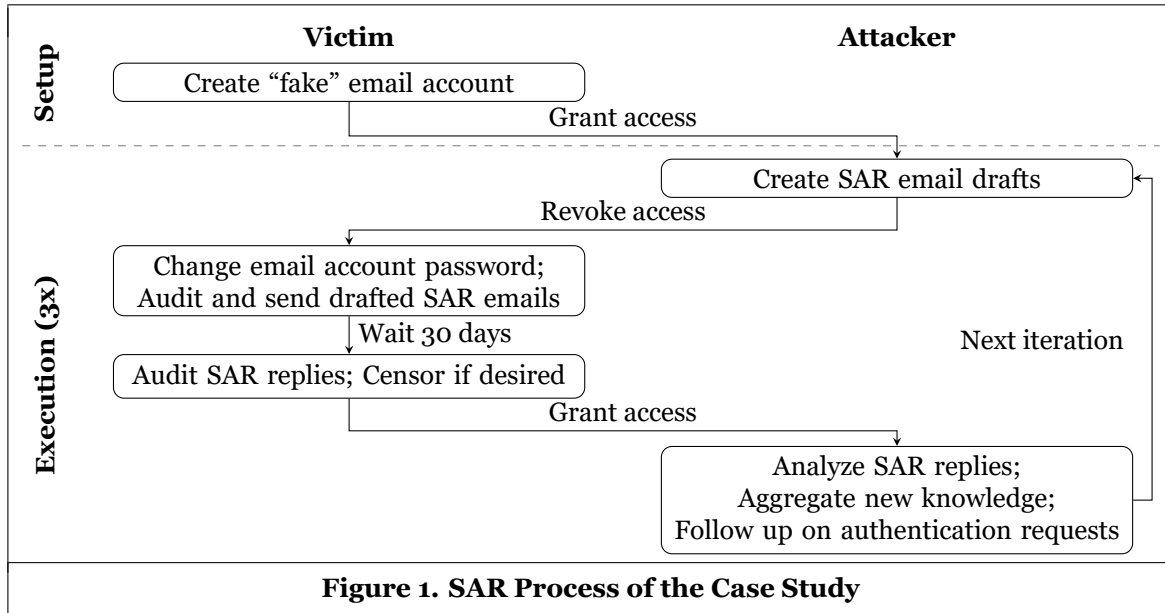 Victim
Attacker
Setup
Create “fake” email account
Grant access
Create SAR email drafts
Revoke access
Execution (3x)
Change email account password;
Audit and send drafted SAR emails
Wait 30 days
Next iteration
Audit SAR replies; Censor if desired
Grant access
Analyze SAR replies;
Aggregate new knowledge;
Follow up on authentication requests
Figure 1. SAR Process of the Case Study